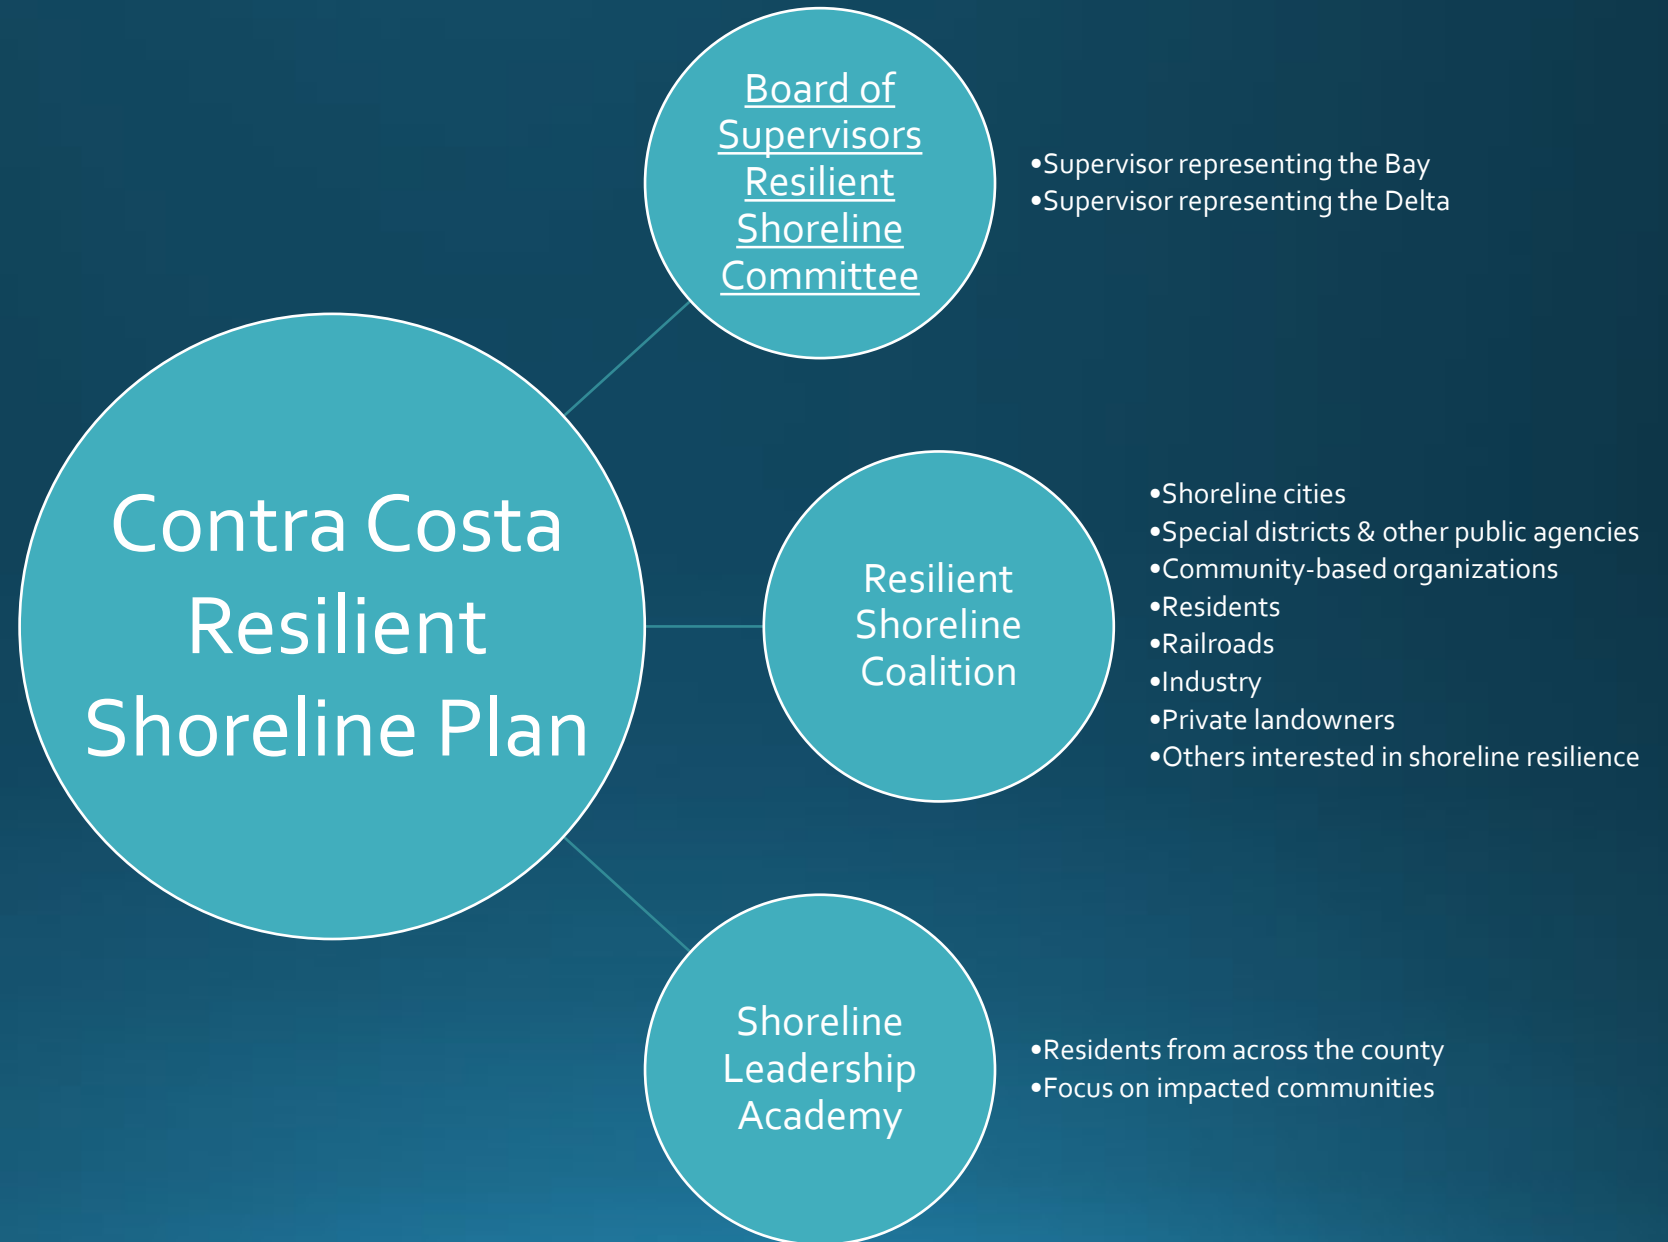 Contra Costa
Resilient
Shoreline Plan
Board of
Supervisors
Resilient
Shoreline
Committee
•Supervisor representing the Bay
•Supervisor representing the Delta
Resilient
Shoreline
Coalition
•Shoreline cities
•Special districts & other public agencies
•Community-based organizations
•Residents
•Railroads
•Industry
•Private landowners
•Others interested in shoreline resilience
Shoreline
Leadership
Academy
•Residents from across the county
•Focus on impacted communities